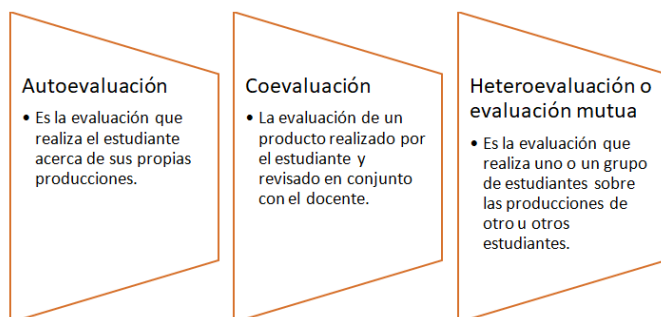 Autoevaluación
• Es la evaluación que
realiza el estudiante
acerca de sus propias
producciones.
Coevaluación
• La evaluación de un
producto realizado por
el estudiante y
revisado en conjunto
con el docente.
Heteroevaluación o
evaluación mutua
• Es la evaluación que
realiza uno o un grupo
de estudiantes sobre
las producciones de
otro u otros
estudiantes.